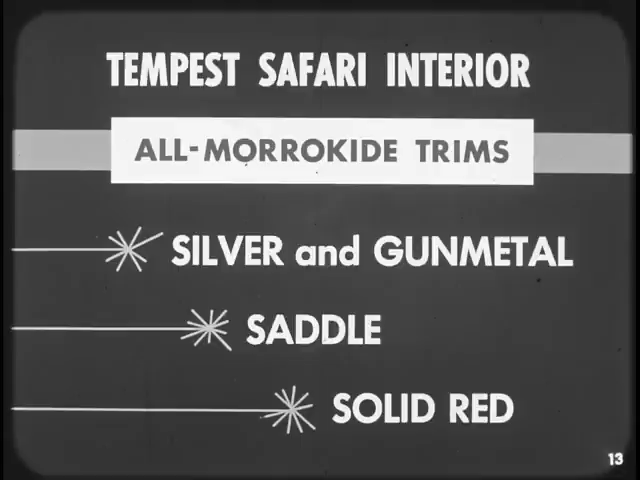 TEMPEST SAFARI INTERIOR
ALL-MORROKIDE TRIMS
SILVER and GUNMETAL
SADDLE
SOLID RED
13